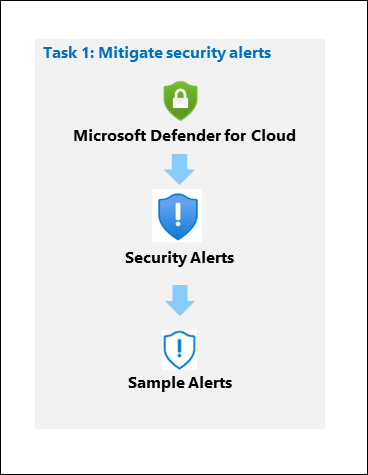 Task 1: Mitigate security alerts
Microsoft Defender for Cloud
Security Alerts
Sample Alerts